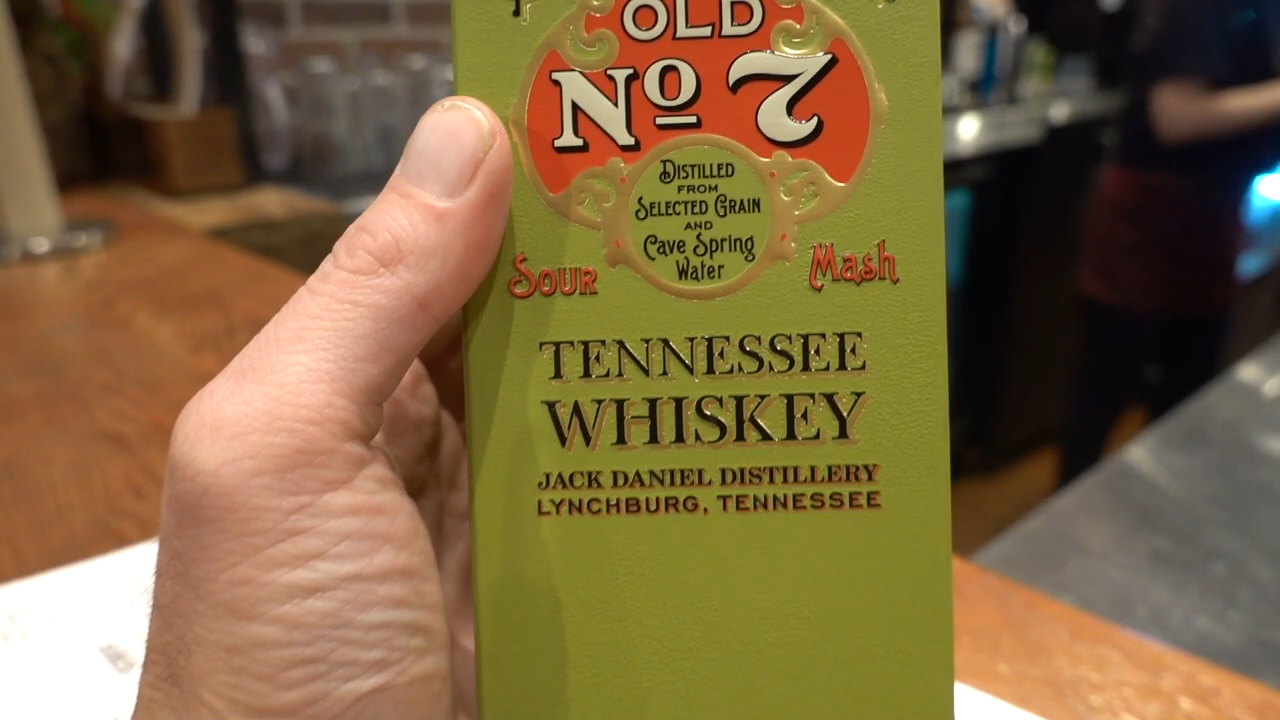 OLD
Nº 7
DISTILLED
FROM
SELECTED GRAIN
AND
Cave Spring
Water
SOUR Mash
TENNESSEE
WHISKEY
JACK DANIEL DISTILLERY
LYNCHBURG, TENNESSEE